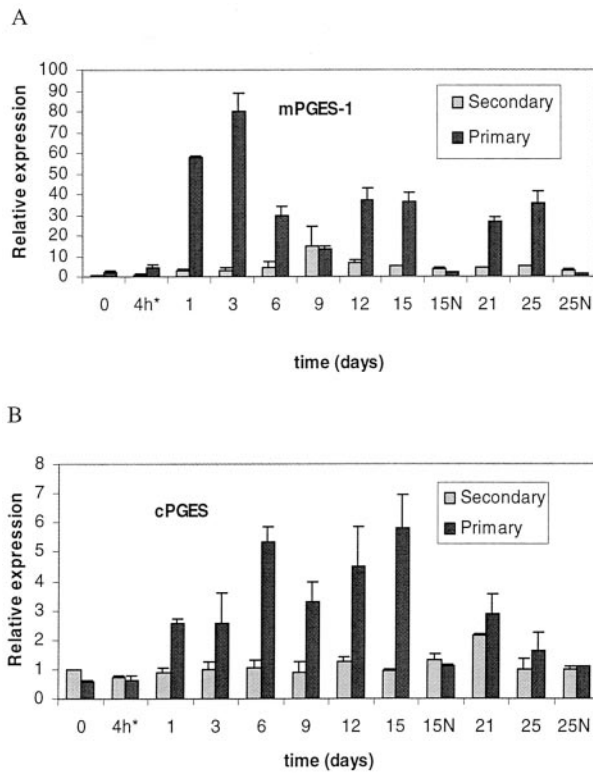 A
100
90
80
70
60
50
40
30
20
10
0
Relative expression
mPGES-1
Secondary
Primary
0 4h* 1 3 6 9 12 15 15N 21 25 25N
time (days)
B
8
7
6
5
4
3
2
1
0
Relative expression
cPGES
Secondary
Primary
0 4h* 1 3 6 9 12 15 15N 21 25 25N
time (days)